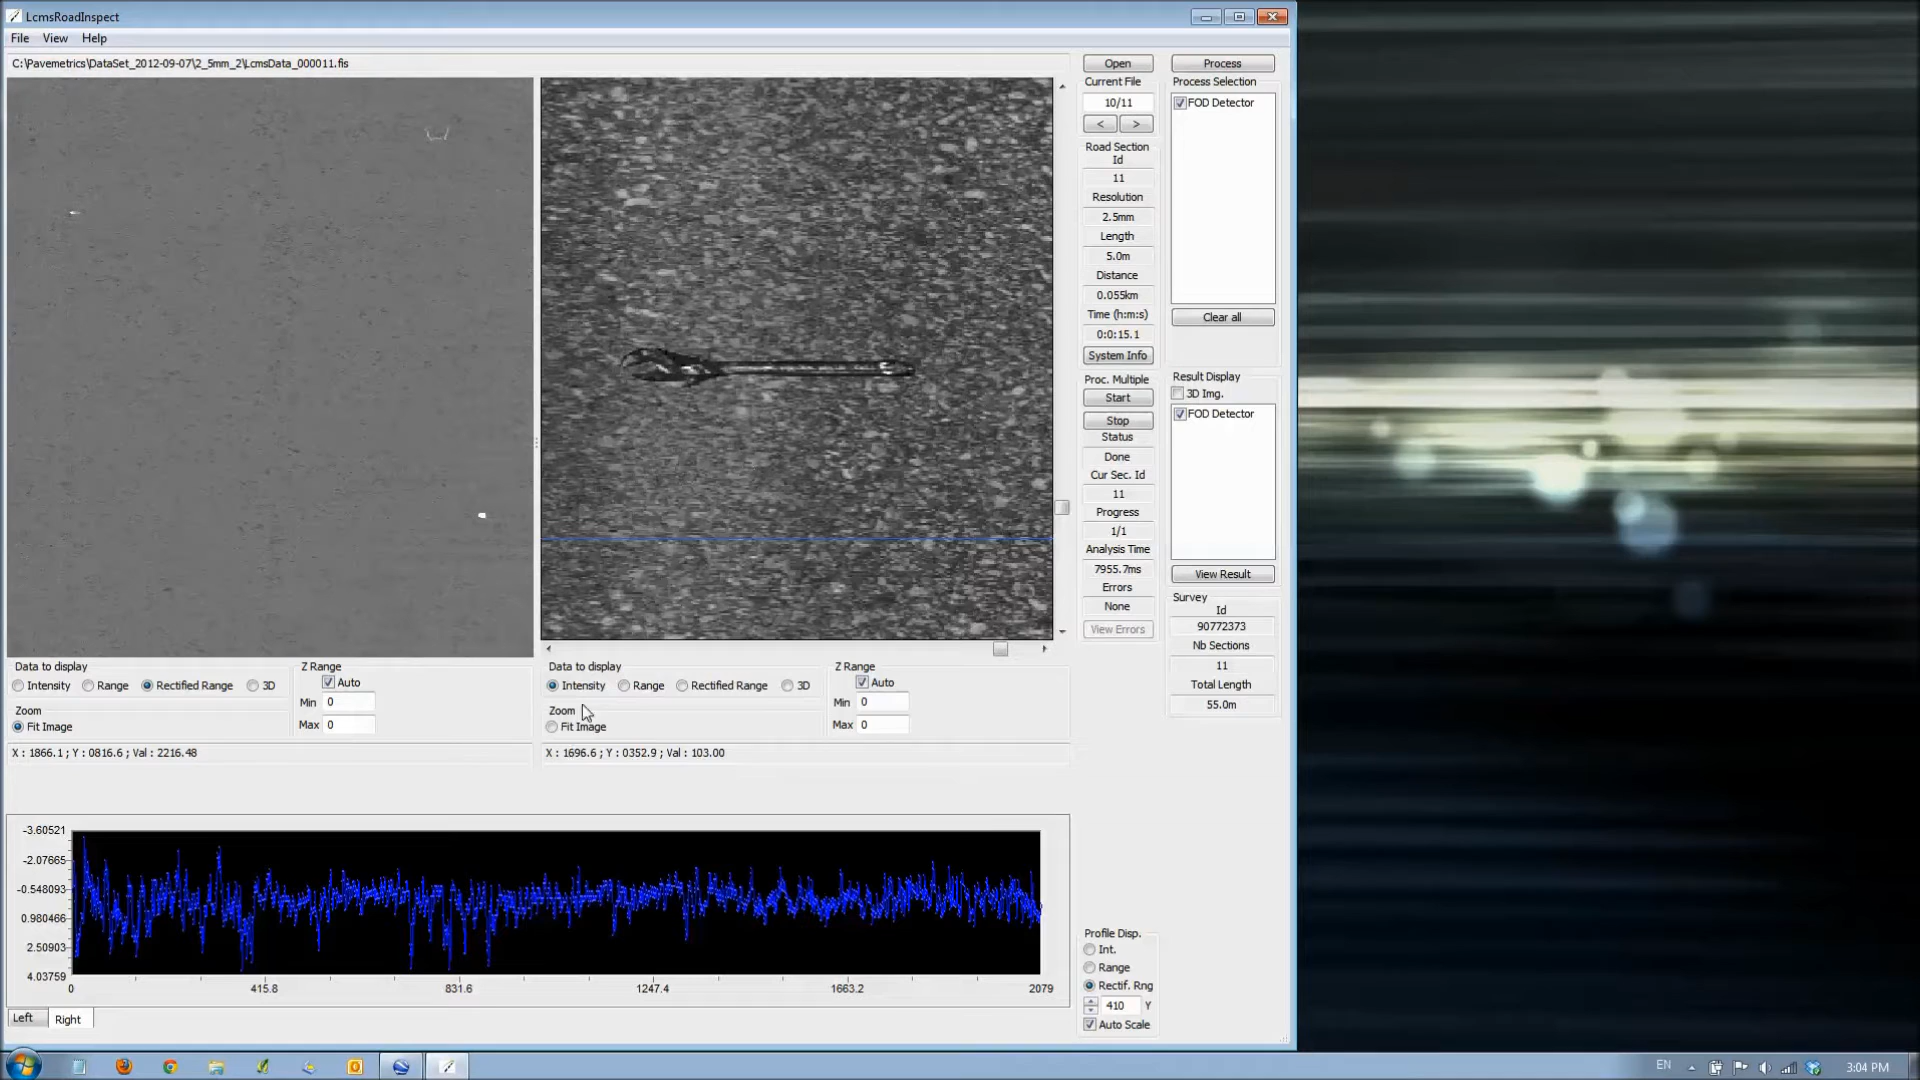 LcmsRoadInspect
File View Help
C:\Pavemetrics\DataSet_2012-09-07\2_5mm_2\LcmsData_000011.fis
Open
Current File
10/11
< >
Road Section
Id
11
Resolution
2.5mm
Length
5.0m
Distance
0.055km
Time (h:m:s)
0:0:15.1
System Info
Proc. Multiple
Start
Stop
Status
Done
Cur Sec. Id
11
Progress
1/1
Analysis Time
7955.7ms
Errors
None
View Errors
Process
Process Selection
FOD Detector
Clear all
Result Display
3D Img.
FOD Detector
View Result
Survey
Id
90772373
Nb Sections
11
Total Length
55.0m
Data to display
Intensity Range Rectified Range 3D
Zoom
Fit Image
Z Range
Auto
Min 0
Max 0
X : 1866.1 ; Y : 0816.6 ; Val : 2216.48
Data to display
Intensity Range Rectified Range 3D
Zoom
Fit Image
Z Range
Auto
Min 0
Max 0
X : 1696.6 ; Y : 0352.9 ; Val : 103.00
-3.60521
-2.07665
-0.548093
0.980466
2.50903
4.03759
0 415.8 831.6 1247.4 1663.2 2079
Left Right
Profile Disp.
Int.
Range
Rectif. Rng
410 Y
Auto Scale
EN
3:04 PM